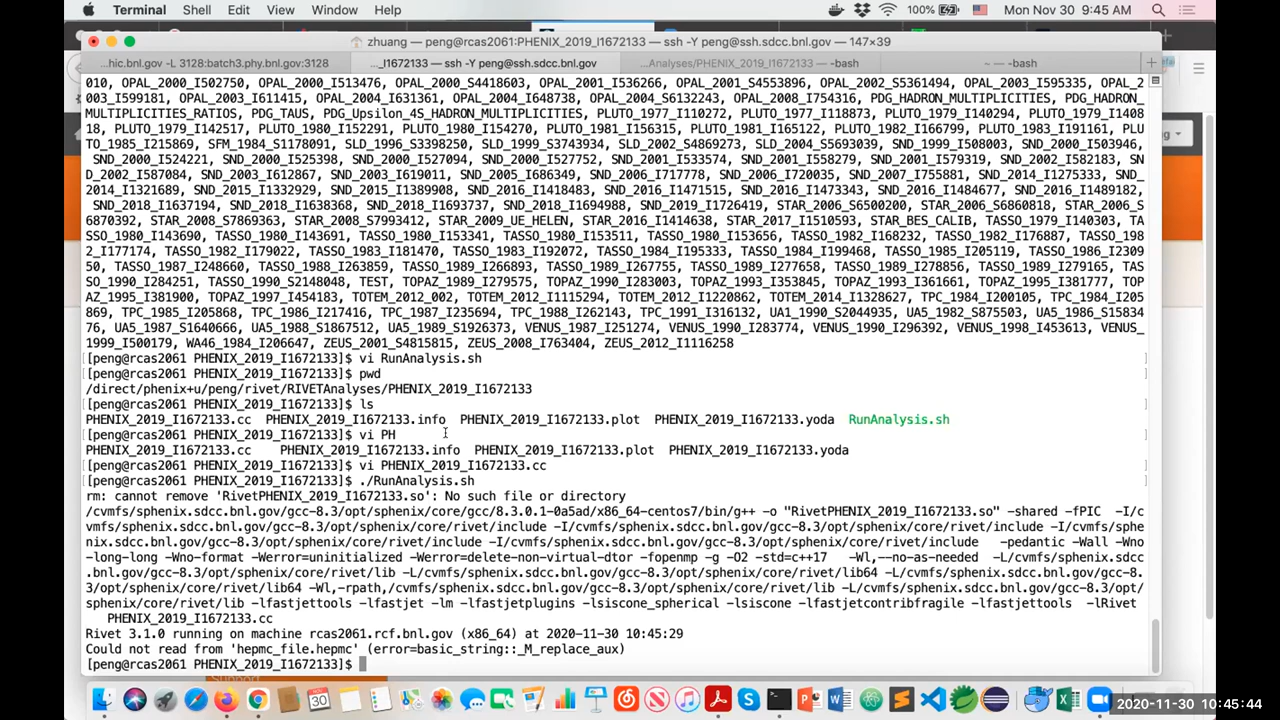 Terminal Shell Edit View Window Help 100% Mon Nov 30 9:45 AM
zhuang — peng@rcas2061:PHENIX_2019_I1672133 — ssh -Y peng@ssh.sdcc.bnl.gov — 147×39
...hic.bnl.gov -L 3128:batch3.phy.bnl.gov:3128 ..._I1672133 — ssh -Y peng@ssh.sdcc.bnl.gov ...Analyses/PHENIX_2019_I1672133 — -bash ~ — -bash
010, OPAL_2000_I502750, OPAL_2000_I513476, OPAL_2000_S4418603, OPAL_2001_I536266, OPAL_2001_S4553896, OPAL_2002_S5361494, OPAL_2003_I595335, OPAL_2
003_I599181, OPAL_2003_I611415, OPAL_2004_I631361, OPAL_2004_I648738, OPAL_2004_S6132243, OPAL_2008_I754316, PDG_HADRON_MULTIPLICITIES, PDG_HADRON_
MULTIPLICITIES_RATIOS, PDG_TAUS, PDG_Upsilon_4S_HADRON_MULTIPLICITIES, PLUTO_1977_I110272, PLUTO_1977_I118873, PLUTO_1979_I140294, PLUTO_1979_I1408
18, PLUTO_1979_I142517, PLUTO_1980_I152291, PLUTO_1980_I154270, PLUTO_1981_I156315, PLUTO_1981_I165122, PLUTO_1982_I166799, PLUTO_1983_I191161, PLU
TO_1985_I215869, SFM_1984_S1178091, SLD_1996_S3398250, SLD_1999_S3743934, SLD_2002_S4869273, SLD_2004_S5693039, SND_1999_I508003, SND_2000_I503946,
SND_2000_I524221, SND_2000_I525398, SND_2000_I527094, SND_2000_I527752, SND_2001_I533574, SND_2001_I558279, SND_2001_I579319, SND_2002_I582183, SN
D_2002_I587084, SND_2003_I612867, SND_2003_I619011, SND_2005_I686349, SND_2006_I717778, SND_2006_I720035, SND_2007_I755881, SND_2014_I1275333, SND_
2014_I1321689, SND_2015_I1332929, SND_2015_I1389908, SND_2016_I1418483, SND_2016_I1471515, SND_2016_I1473343, SND_2016_I1484677, SND_2016_I1489182,
SND_2018_I1637194, SND_2018_I1638368, SND_2018_I1693737, SND_2018_I1694988, SND_2019_I1726419, STAR_2006_S6500200, STAR_2006_S6860818, STAR_2006_S
6870392, STAR_2008_S7869363, STAR_2008_S7993412, STAR_2009_UE_HELEN, STAR_2016_I1414638, STAR_2017_I1510593, STAR_BES_CALIB, TASSO_1979_I140303, TA
SSO_1980_I143690, TASSO_1980_I143691, TASSO_1980_I153341, TASSO_1980_I153511, TASSO_1980_I153656, TASSO_1982_I168232, TASSO_1982_I176887, TASSO_198
2_I177174, TASSO_1982_I179022, TASSO_1983_I181470, TASSO_1983_I192072, TASSO_1984_I195333, TASSO_1984_I199468, TASSO_1985_I205119, TASSO_1986_I2309
50, TASSO_1987_I248660, TASSO_1988_I263859, TASSO_1989_I266893, TASSO_1989_I267755, TASSO_1989_I277658, TASSO_1989_I278856, TASSO_1989_I279165, TAS
SO_1990_I284251, TASSO_1990_S2148048, TEST, TOPAZ_1989_I279575, TOPAZ_1990_I283003, TOPAZ_1993_I353845, TOPAZ_1993_I361661, TOPAZ_1995_I381777, TOP
AZ_1995_I381900, TOPAZ_1997_I454183, TOTEM_2012_002, TOTEM_2012_I1115294, TOTEM_2012_I1220862, TOTEM_2014_I1328627, TPC_1984_I200105, TPC_1984_I205
869, TPC_1985_I205868, TPC_1986_I217416, TPC_1987_I235694, TPC_1988_I262143, TPC_1991_I316132, UA1_1990_S2044935, UA5_1982_S875503, UA5_1986_S15834
76, UA5_1987_S1640666, UA5_1988_S1867512, UA5_1989_S1926373, VENUS_1987_I251274, VENUS_1990_I283774, VENUS_1990_I296392, VENUS_1998_I453613, VENUS_
1999_I500179, WA46_1984_I206647, ZEUS_2001_S4815815, ZEUS_2008_I763404, ZEUS_2012_I1116258
[peng@rcas2061 PHENIX_2019_I1672133]$ vi RunAnalysis.sh
[peng@rcas2061 PHENIX_2019_I1672133]$ pwd
/direct/phenix+u/peng/rivet/RIVETAnalyses/PHENIX_2019_I1672133
[peng@rcas2061 PHENIX_2019_I1672133]$ ls
PHENIX_2019_I1672133.cc PHENIX_2019_I1672133.info PHENIX_2019_I1672133.plot PHENIX_2019_I1672133.yoda RunAnalysis.sh
[peng@rcas2061 PHENIX_2019_I1672133]$ vi PH
PHENIX_2019_I1672133.cc PHENIX_2019_I1672133.info PHENIX_2019_I1672133.plot PHENIX_2019_I1672133.yoda
[peng@rcas2061 PHENIX_2019_I1672133]$ vi PHENIX_2019_I1672133.cc
[peng@rcas2061 PHENIX_2019_I1672133]$ ./RunAnalysis.sh
rm: cannot remove 'RivetPHENIX_2019_I1672133.so': No such file or directory
/cvmfs/sphenix.sdcc.bnl.gov/gcc-8.3/opt/sphenix/core/gcc/8.3.0.1-0a5ad/x86_64-centos7/bin/g++ -o "RivetPHENIX_2019_I1672133.so" -shared -fPIC -I/c
vmfs/sphenix.sdcc.bnl.gov/gcc-8.3/opt/sphenix/core/rivet/include -I/cvmfs/sphenix.sdcc.bnl.gov/gcc-8.3/opt/sphenix/core/rivet/include -I/cvmfs/sphe
nix.sdcc.bnl.gov/gcc-8.3/opt/sphenix/core/rivet/include -I/cvmfs/sphenix.sdcc.bnl.gov/gcc-8.3/opt/sphenix/core/rivet/include -pedantic -Wall -Wno
-long-long -Wno-format -Werror=uninitialized -Werror=delete-non-virtual-dtor -fopenmp -g -O2 -std=c++17 -Wl,--no-as-needed -L/cvmfs/sphenix.sdcc
.bnl.gov/gcc-8.3/opt/sphenix/core/rivet/lib -L/cvmfs/sphenix.sdcc.bnl.gov/gcc-8.3/opt/sphenix/core/rivet/lib64 -L/cvmfs/sphenix.sdcc.bnl.gov/gcc-8.
3/opt/sphenix/core/rivet/lib64 -Wl,-rpath,/cvmfs/sphenix.sdcc.bnl.gov/gcc-8.3/opt/sphenix/core/rivet/lib64 -L/cvmfs/sphenix.sdcc.bnl.gov/gcc-8.3/opt/
sphenix/core/rivet/lib -lfastjettools -lfastjet -lm -lfastjetplugins -lsiscone_spherical -lsiscone -lfastjetcontribfragile -lfastjettools -lRivet
PHENIX_2019_I1672133.cc
Rivet 3.1.0 running on machine rcas2061.rcf.bnl.gov (x86_64) at 2020-11-30 10:45:29
Could not read from 'hepmc_file.hepmc' (error=basic_string::_M_replace_aux)
[peng@rcas2061 PHENIX_2019_I1672133]$
2020-11-30 10:45:44